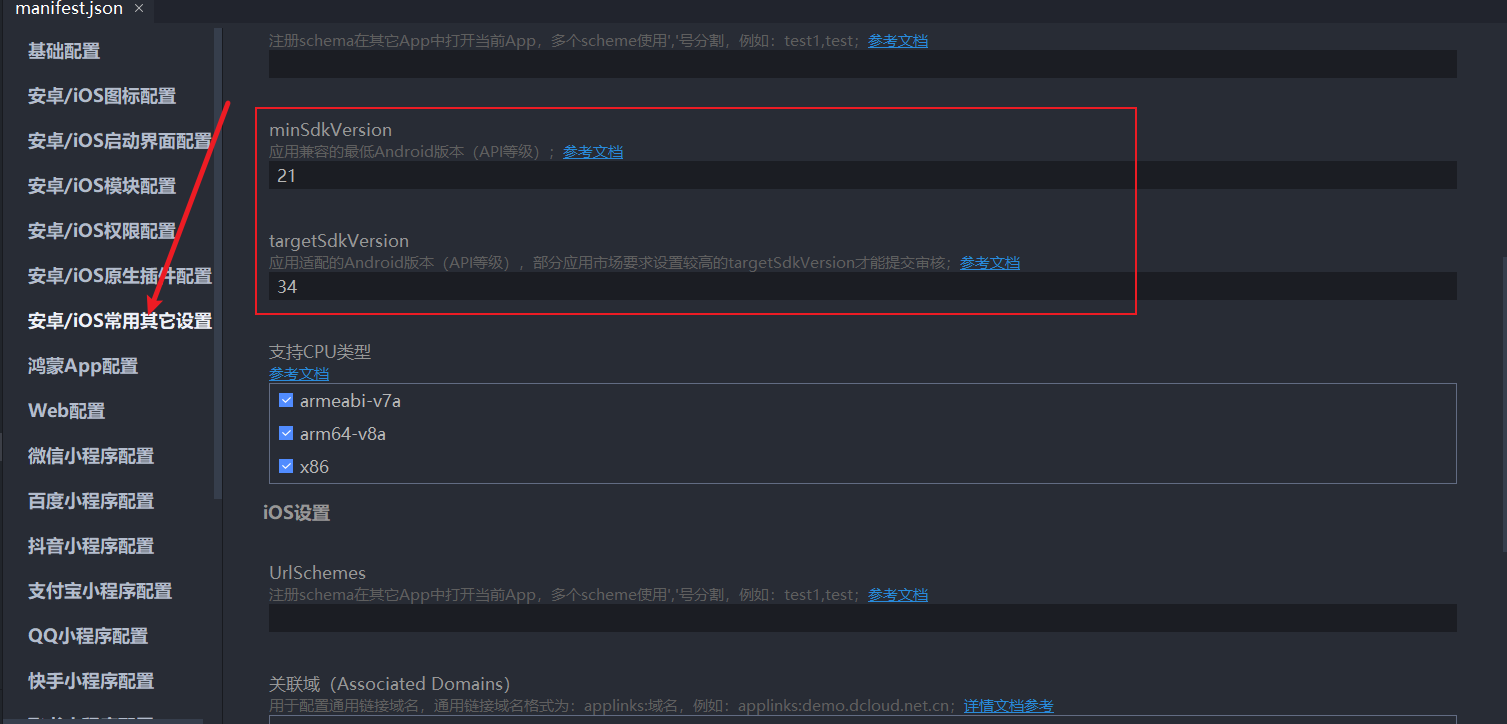 manifest.json ×
基础配置
安卓/iOS图标配置
安卓/iOS启动界面配置
安卓/iOS模块配置
安卓/iOS权限配置
安卓/iOS原生插件配置
安卓/iOS常用其它设置
鸿蒙App配置
Web配置
微信小程序配置
百度小程序配置
抖音小程序配置
支付宝小程序配置
QQ小程序配置
快手小程序配置
注册schema在其它App中打开当前App，多个scheme使用','号分割，例如：test1,test；参考文档
minSdkVersion
应用兼容的最低Android版本（API等级）；参考文档
21
targetSdkVersion
应用适配的Android版本（API等级），部分应用市场要求设置较高的targetSdkVersion才能提交审核；参考文档
34
支持CPU类型
参考文档
armeabi-v7a
arm64-v8a
x86
iOS设置
UrlSchemes
注册schema在其它App中打开当前App，多个scheme使用','号分割，例如：test1,test；参考文档
关联域（Associated Domains）
用于配置通用链接域名，通用链接域名格式为：applinks:域名，例如：applinks:demo.dcloud.net.cn；详情文档参考